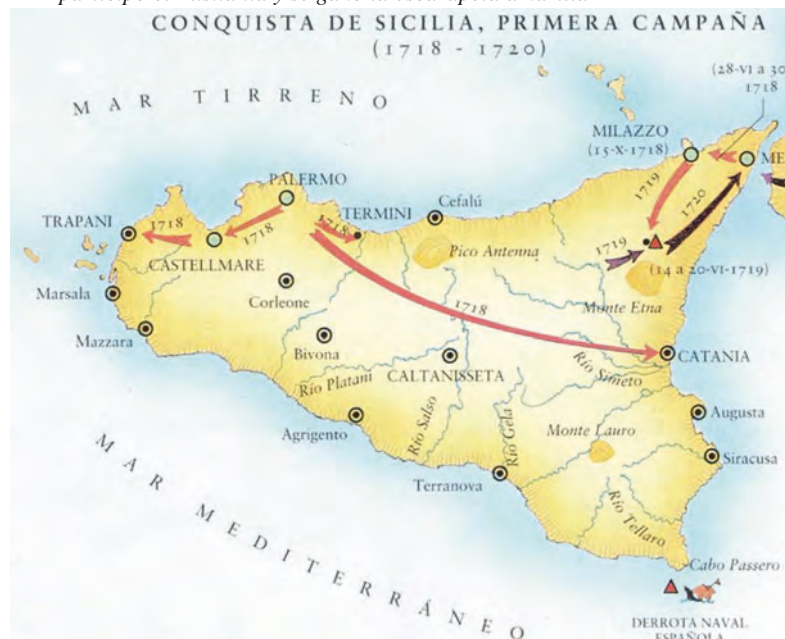 CONQUISTA DE SICILIA, PRIMERA CAMPAÑA
(1718 - 1720)
(28-VI a 30
1718
MAR TIRRENO
MILAZZO
(15-X-1718)
ME
PALERMO
1719
1720
TRAPANI
1718
1718
1718
TERMINI
Cefalú
CASTELLMARE
Pico Antenna
1719
(14 a 20-VI-1719)
Marsala
Corleone
1718
Monte Etna
Mazzara
Bivona
CATANIA
Río Platani
CALTANISSETA
Río Simeto
Agrigento
Río Salso
Río Gela
Monte Lauro
Augusta
Siracusa
Terranova
Río Tellaro
MAR MEDITERRÁNEO
Cabo Passero
DERROTA NAVAL
ESPAÑOLA